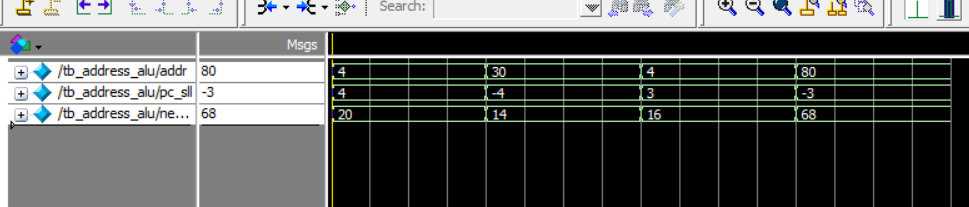 Search:
Msgs
/tb_address_alu/addr 80 4 30 4 80
/tb_address_alu/pc_sll -3 4 -4 3 -3
/tb_address_alu/ne... 68 20 14 16 68